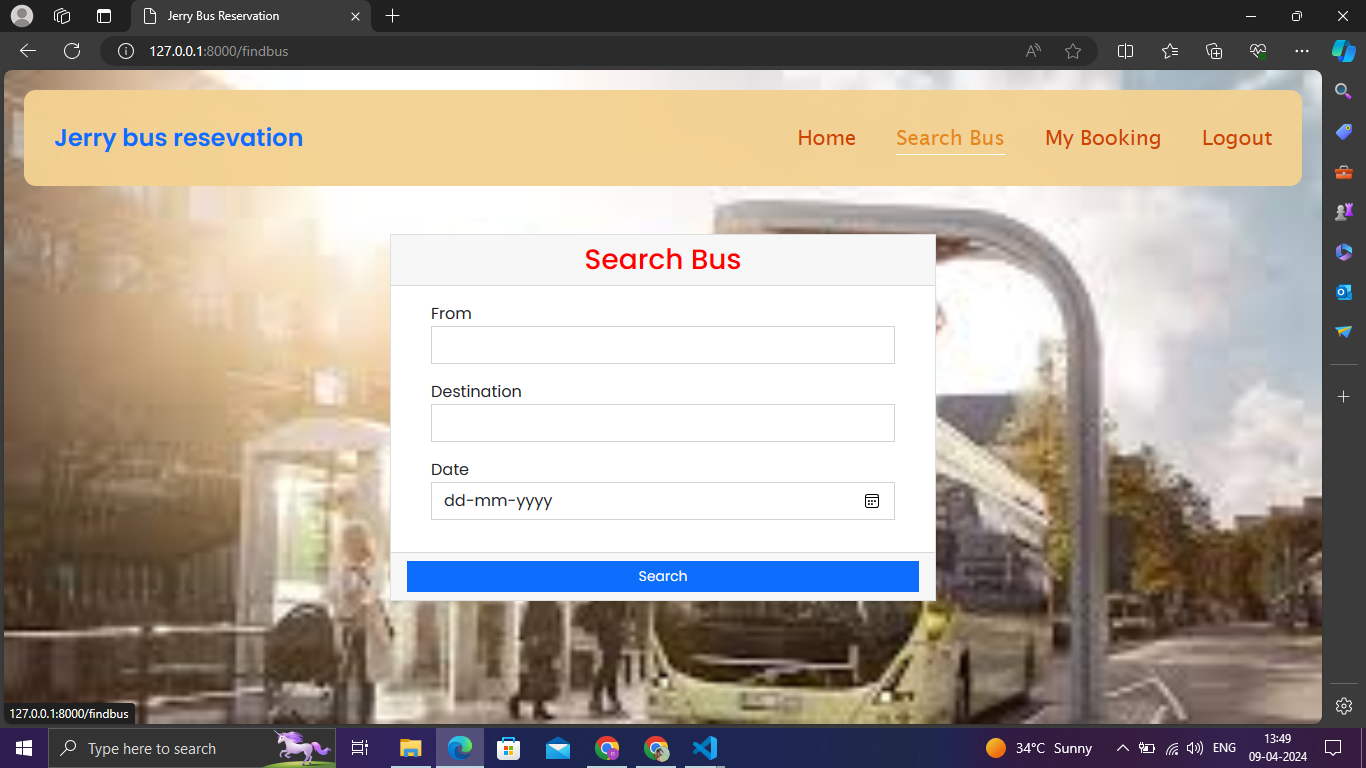 Jerry Bus Reservation
127.0.0.1:8000/findbus
Jerry bus resevation
Home
Search Bus
My Booking
Logout
Search Bus
From
Destination
Date
dd-mm-yyyy
Search
127.0.0.1:8000/findbus
Type here to search
34°C Sunny
ENG
13:49
09-04-2024